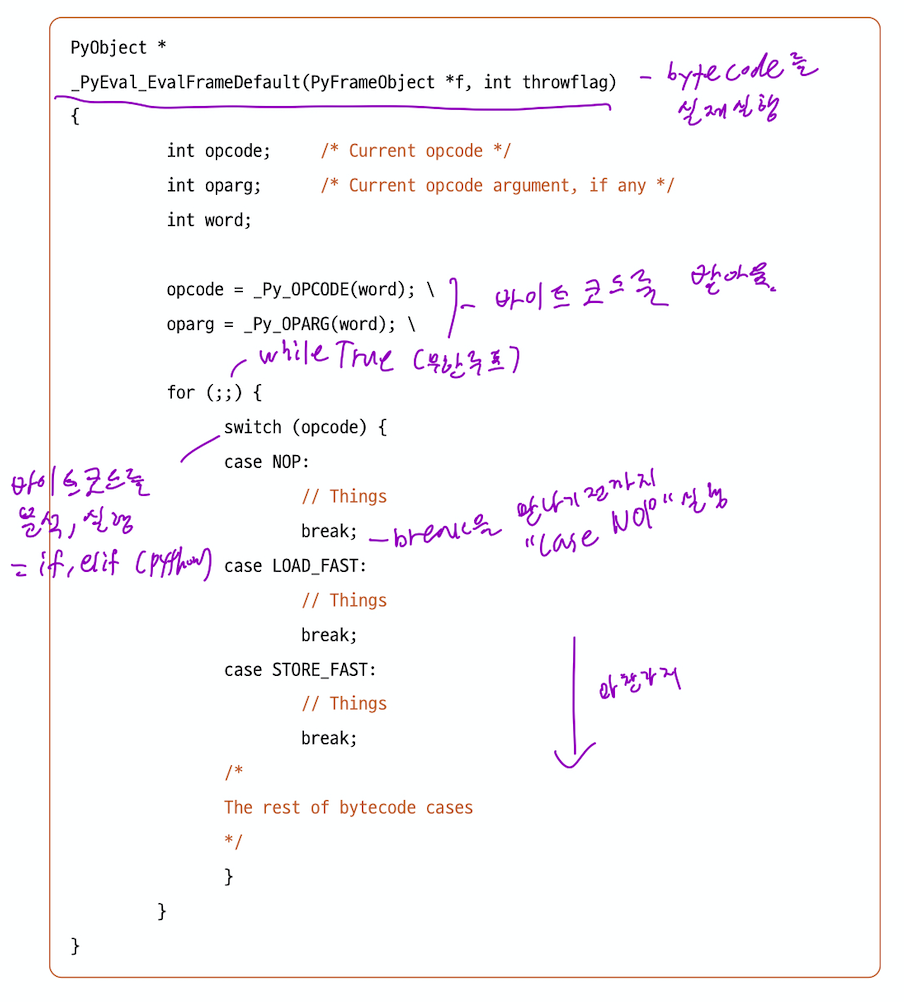 PyObject *
_PyEval_EvalFrameDefault(PyFrameObject *f, int throwflag)
- bytecode를
실제실행
{
int opcode; /* Current opcode */
int oparg; /* Current opcode argument, if any */
int word;
opcode = _Py_OPCODE(word); \
oparg = _Py_OPARG(word); \
- 바이트 코드를 받아옴.
while True (무한루프)
for (;;) {
switch (opcode) {
바이트코드를
분석, 실행
= if, elif (python)
case NOP:
// Things
break;
- break을 만나기전까지
"Case NOP" 실행
case LOAD_FAST:
// Things
break;
case STORE_FAST:
// Things
break;
마찬가지
/*
The rest of bytecode cases
*/
}
}
}